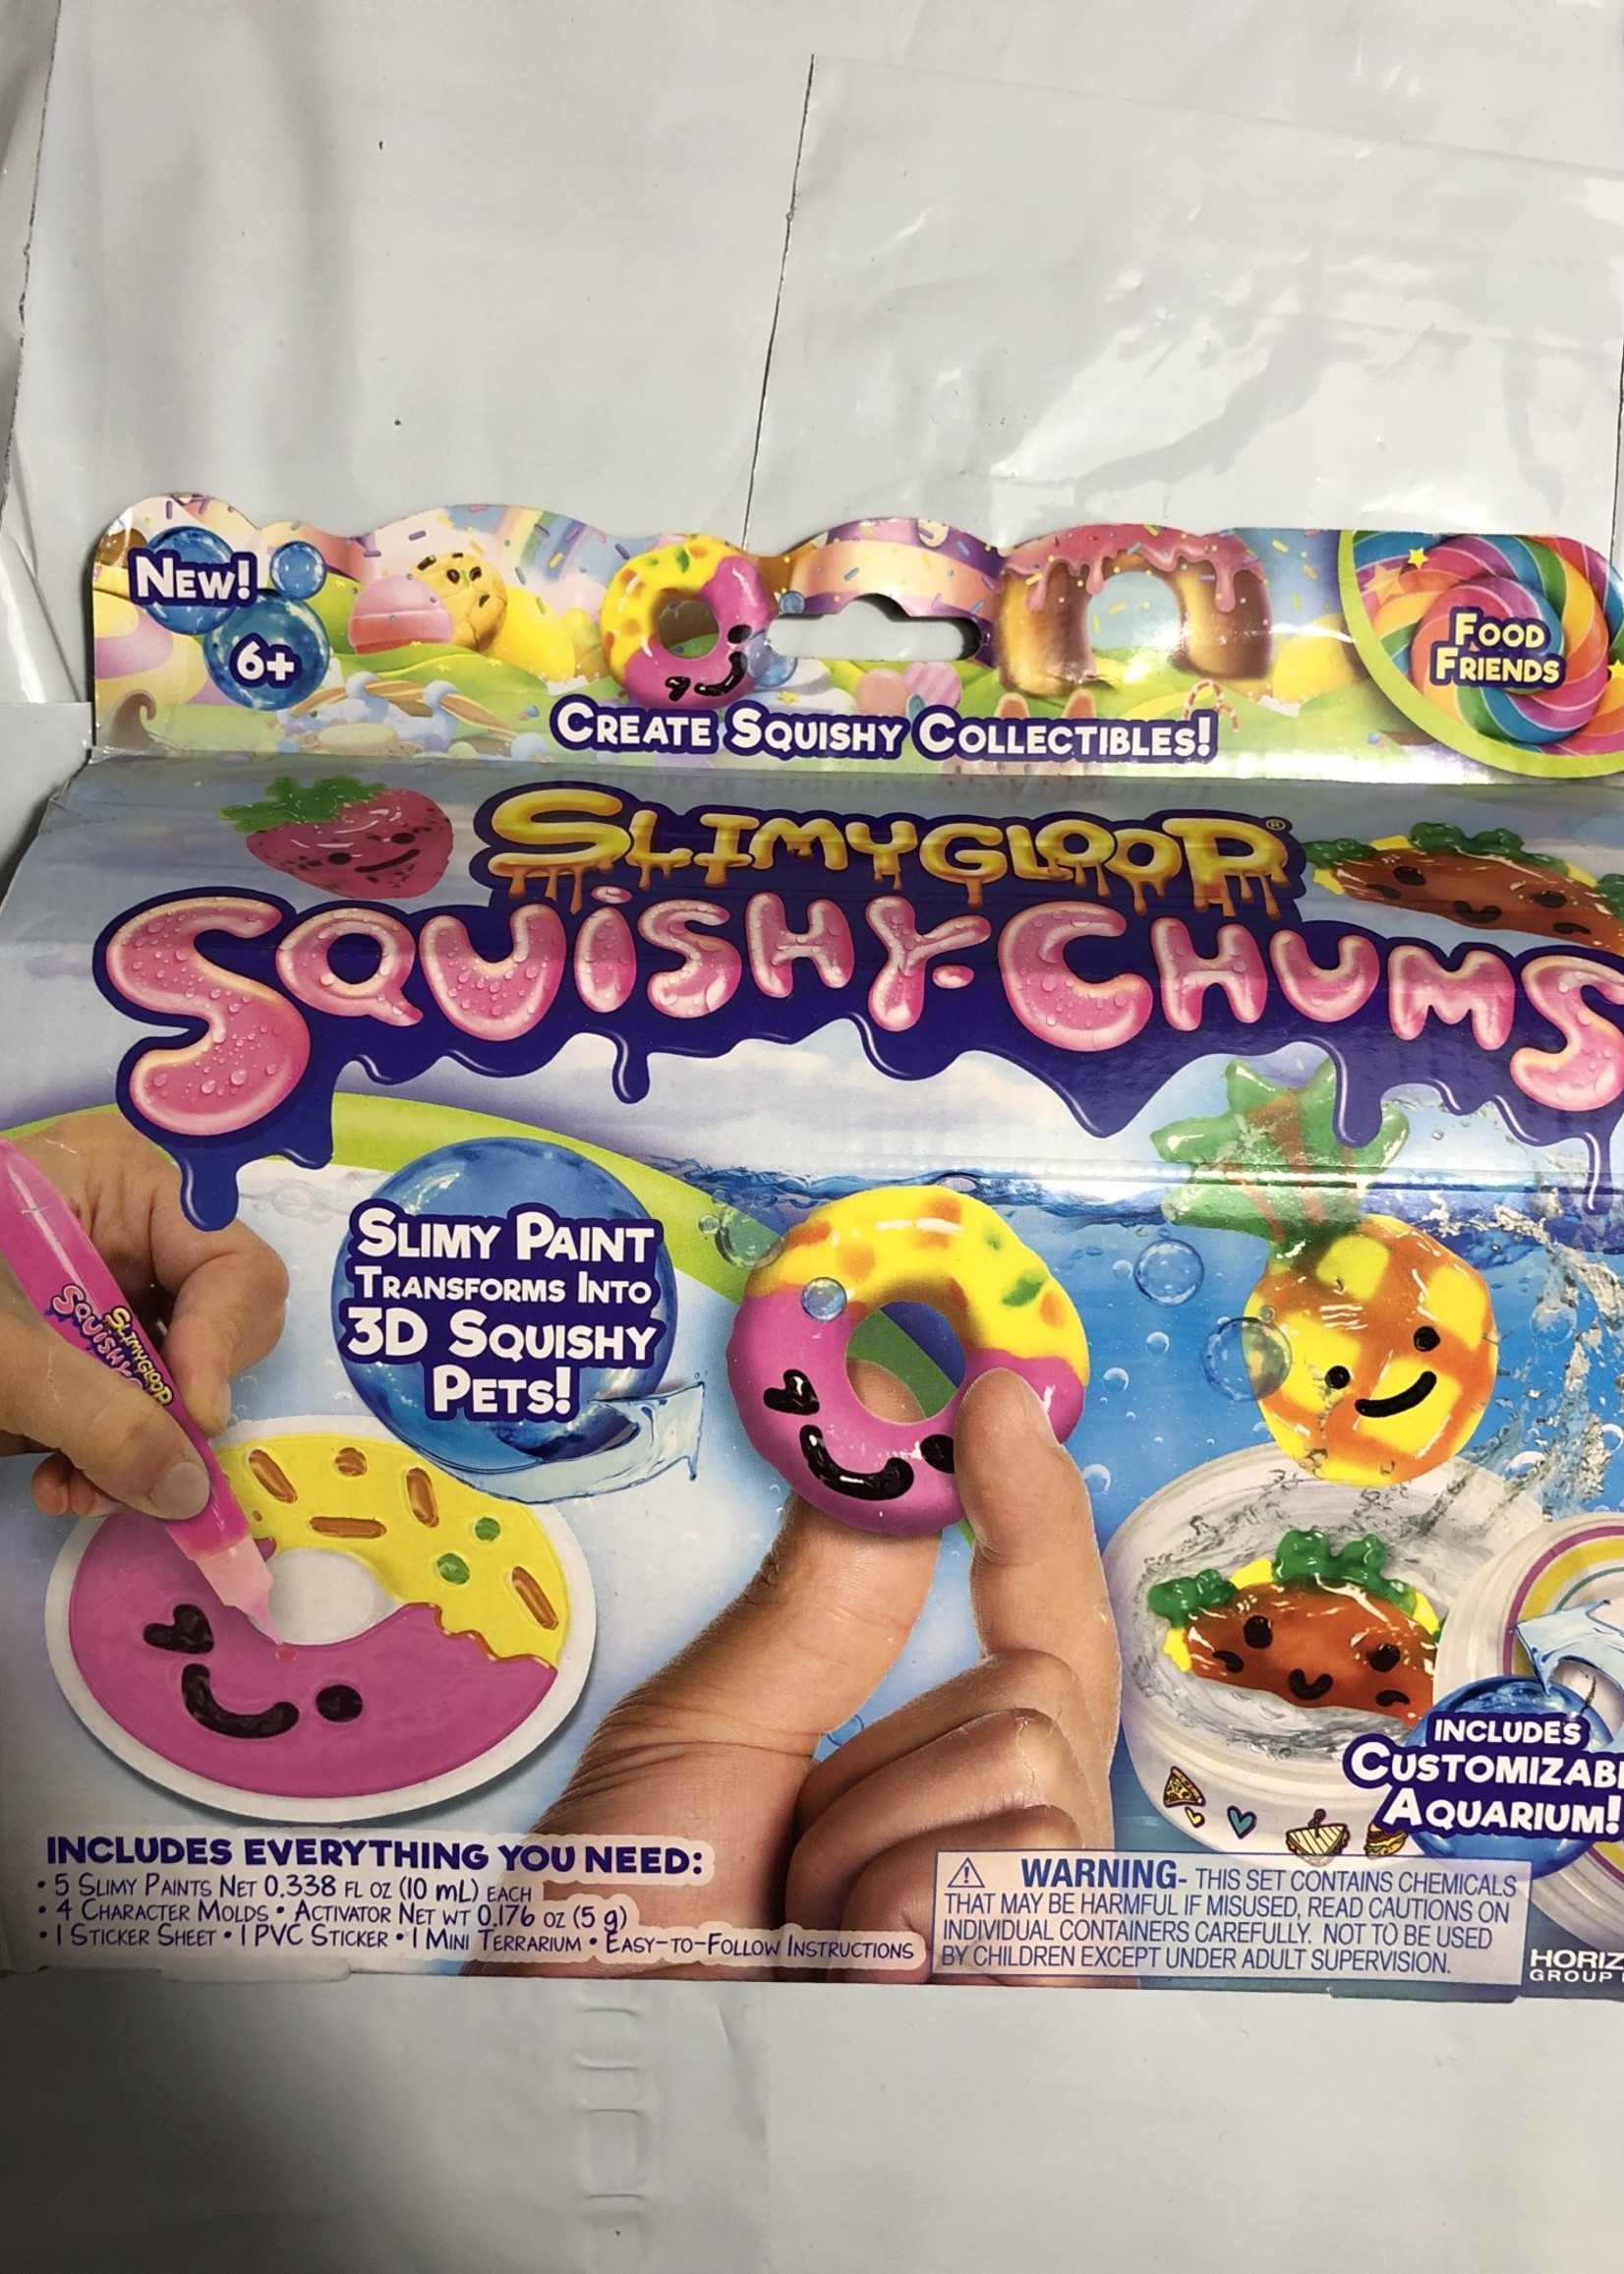 NEW!
6+
FOOD
FRIENDS
CREATE SQUISHY COLLECTIBLES!
SLIMYGLOOP®
SQUISHY-CHUMS
SLIMY PAINT
TRANSFORMS INTO
3D SQUISHY
PETS!
SLIMYGLOOP
SQUISHY
INCLUDES
CUSTOMIZAB
AQUARIUM!
INCLUDES EVERYTHING YOU NEED:
• 5 SLIMY PAINTS NET 0.338 FL OZ (10 mL) EACH
• 4 CHARACTER MOLDS • ACTIVATOR NET WT 0.176 OZ (5 g)
• 1 STICKER SHEET • 1 PVC STICKER • 1 MINI TERRARIUM • EASY-TO-FOLLOW INSTRUCTIONS
WARNING- THIS SET CONTAINS CHEMICALS
THAT MAY BE HARMFUL IF MISUSED, READ CAUTIONS ON
INDIVIDUAL CONTAINERS CAREFULLY. NOT TO BE USED
BY CHILDREN EXCEPT UNDER ADULT SUPERVISION.
HORIZ
GROUP